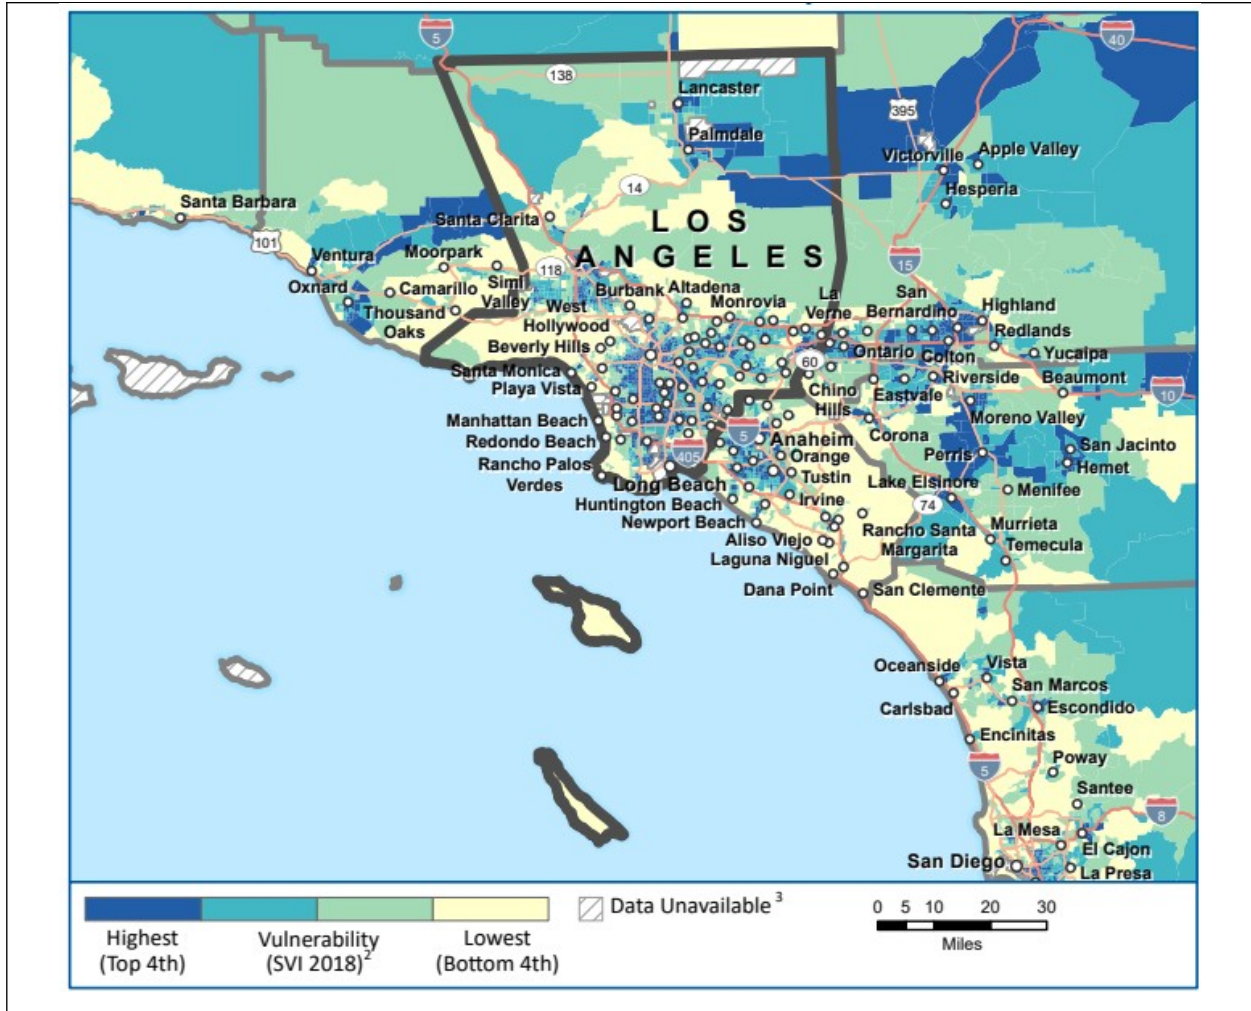 5
40
138
Lancaster
395
Palmdale
Victorville
Apple Valley
14
Hesperia
Santa Barbara
Santa Clarita
LOS
ANGELES
101
Ventura
Moorpark
118
15
Oxnard
Camarillo
Simi
Valley
Burbank
Altadena
Monrovia
La
Verne
San
Bernardino
Highland
Thousand
Oaks
West
Hollywood
Redlands
Beverly Hills
60
Ontario
Colton
Yucaipa
Santa Monica
Playa Vista
Chino
Hills
Eastvale
Riverside
Beaumont
10
Manhattan Beach
Moreno Valley
Redondo Beach
5
Anaheim
Corona
San Jacinto
405
Orange
Perris
Hemet
Rancho Palos
Verdes
Long Beach
Tustin
Lake Elsinore
Menifee
Huntington Beach
Irvine
74
Newport Beach
Rancho Santa
Margarita
Murrieta
Aliso Viejo
Temecula
Laguna Niguel
Dana Point
San Clemente
Oceanside
Vista
San Marcos
Carlsbad
Escondido
Encinitas
5
Poway
Santee
8
La Mesa
El Cajon
San Diego
La Presa
Highest
(Top 4th)
Vulnerability
(SVI 2018)2
Lowest
(Bottom 4th)
Data Unavailable 3
0 5 10 20 30
Miles